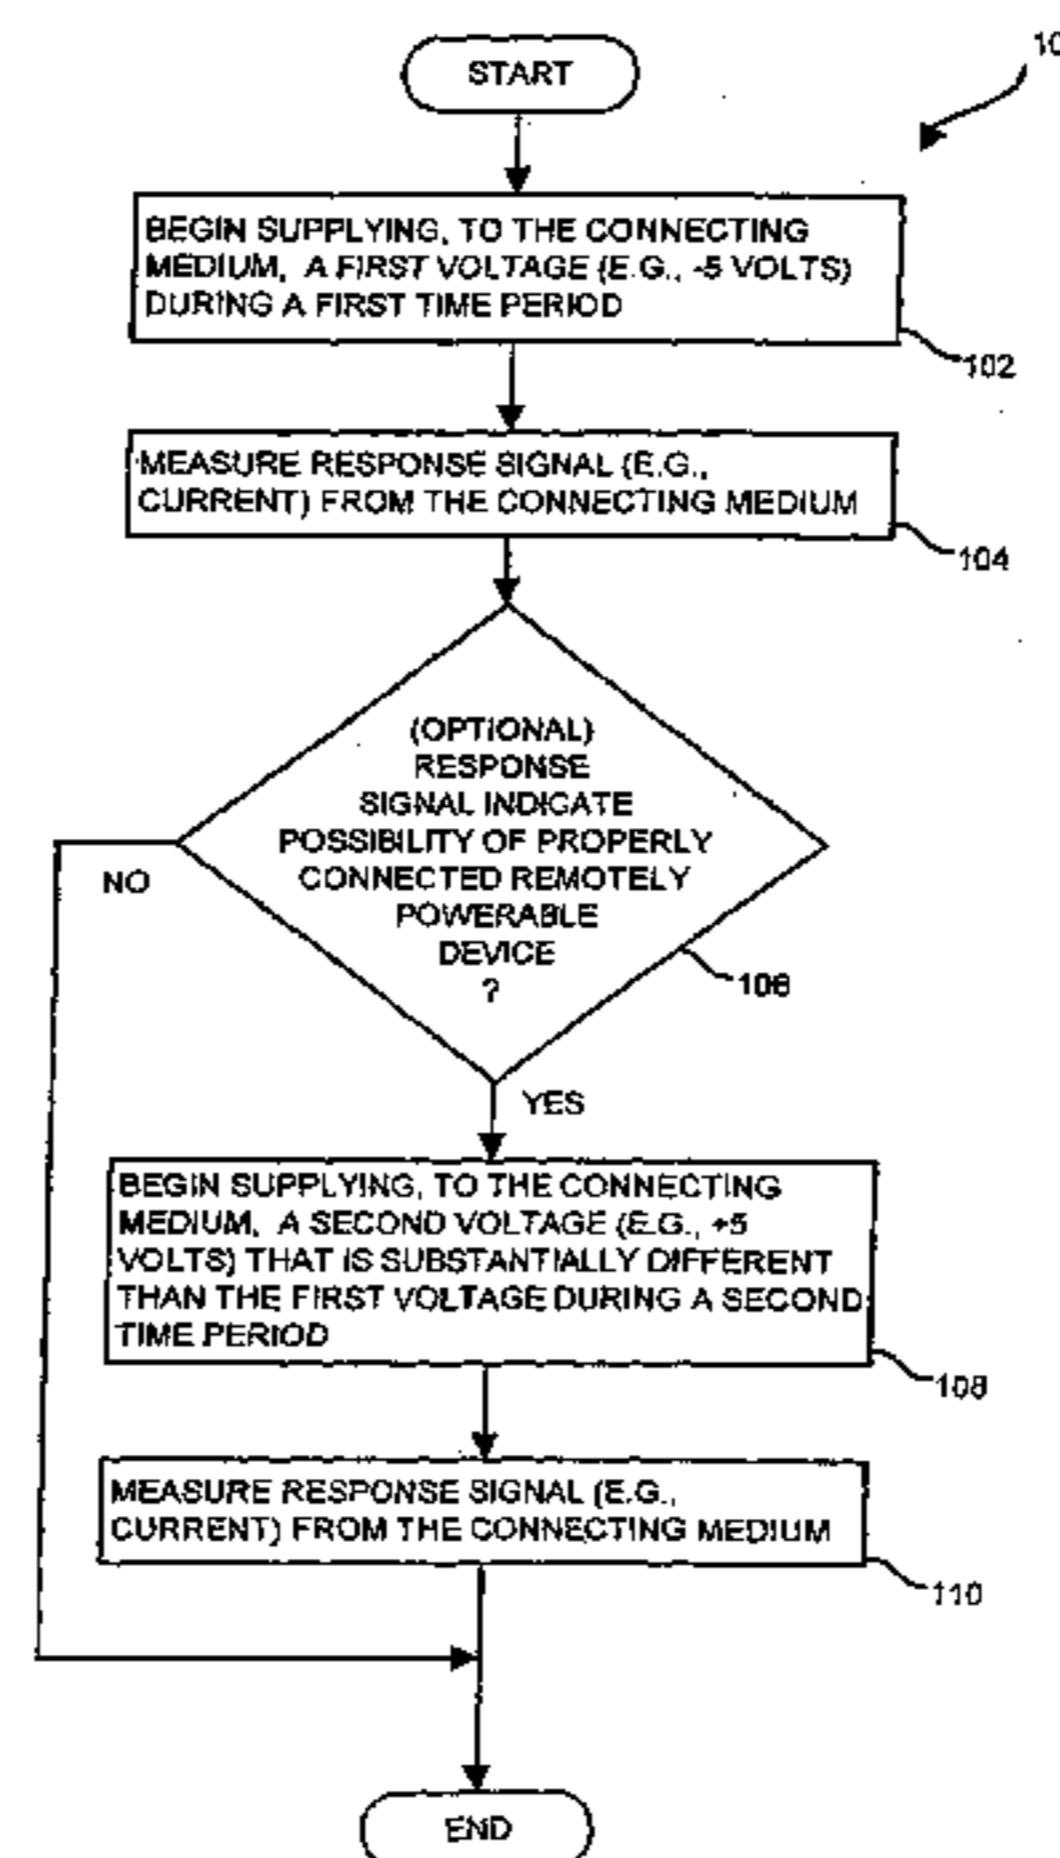 START
BEGIN SUPPLYING, TO THE CONNECTING
MEDIUM, A FIRST VOLTAGE (E.G., -5 VOLTS)
DURING A FIRST TIME PERIOD
102
MEASURE RESPONSE SIGNAL (E.G.,
CURRENT) FROM THE CONNECTING MEDIUM
104
(OPTIONAL)
RESPONSE
SIGNAL INDICATE
POSSIBILITY OF PROPERLY
CONNECTED REMOTELY
POWERABLE
DEVICE
?
NO
106
YES
BEGIN SUPPLYING, TO THE CONNECTING
MEDIUM, A SECOND VOLTAGE (E.G., +5
VOLTS) THAT IS SUBSTANTIALLY DIFFERENT
THAN THE FIRST VOLTAGE DURING A SECOND
TIME PERIOD
108
MEASURE RESPONSE SIGNAL (E.G.,
CURRENT) FROM THE CONNECTING MEDIUM
110
END